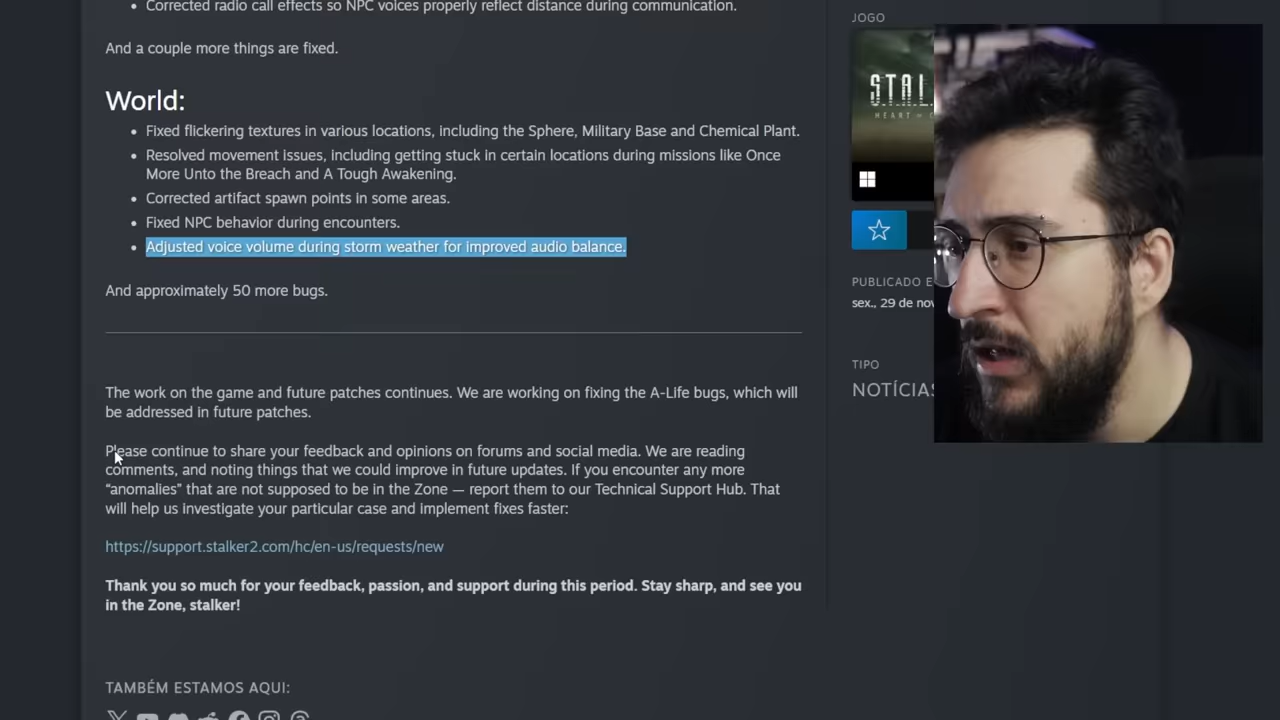 Corrected radio call effects so NPC voices properly reflect distance during communication.
And a couple more things are fixed.
World:
Fixed flickering textures in various locations, including the Sphere, Military Base and Chemical Plant.
Resolved movement issues, including getting stuck in certain locations during missions like Once
More Unto the Breach and A Tough Awakening.
Corrected artifact spawn points in some areas.
Fixed NPC behavior during encounters.
Adjusted voice volume during storm weather for improved audio balance.
And approximately 50 more bugs.
The work on the game and future patches continues. We are working on fixing the A-Life bugs, which will
be addressed in future patches.
Please continue to share your feedback and opinions on forums and social media. We are reading
comments, and noting things that we could improve in future updates. If you encounter any more
“anomalies” that are not supposed to be in the Zone — report them to our Technical Support Hub. That
will help us investigate your particular case and implement fixes faster:
https://support.stalker2.com/hc/en-us/requests/new
Thank you so much for your feedback, passion, and support during this period. Stay sharp, and see you
in the Zone, stalker!
TAMBÉM ESTAMOS AQUI:
JOGO
S.T.A.L.
HEART
PUBLICADO E
sex., 29 de nov
TIPO
NOTÍCIAS